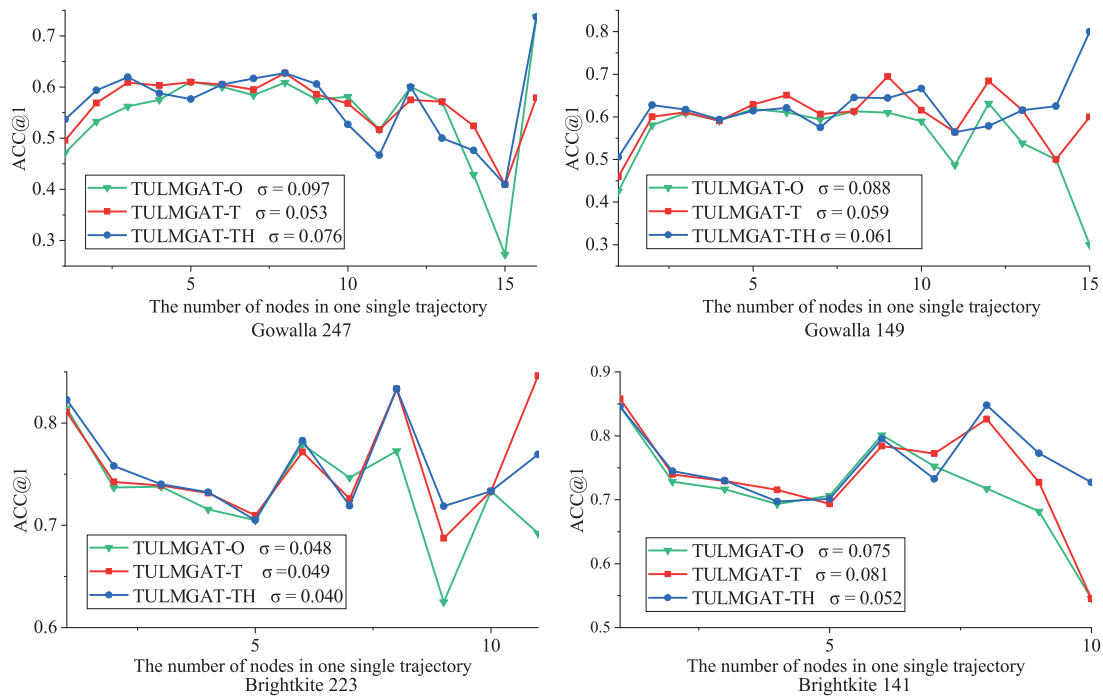 0.7
0.6
0.5
0.4
0.3
ACC@1
TULMGAT-O σ = 0.097
TULMGAT-T σ = 0.053
TULMGAT-TH σ = 0.076
5
10
15
The number of nodes in one single trajectory
Gowalla 247
0.8
0.7
0.6
0.5
0.4
0.3
ACC@1
TULMGAT-O σ = 0.088
TULMGAT-T σ = 0.059
TULMGAT-TH σ = 0.061
5
10
15
The number of nodes in one single trajectory
Gowalla 149
0.8
0.7
0.6
ACC@1
TULMGAT-O σ = 0.048
TULMGAT-T σ =0.049
TULMGAT-TH σ = 0.040
5
10
The number of nodes in one single trajectory
Brightkite 223
0.9
0.8
0.7
0.6
0.5
ACC@1
TULMGAT-O σ = 0.075
TULMGAT-T σ = 0.081
TULMGAT-TH σ = 0.052
5
10
The number of nodes in one single trajectory
Brightkite 141